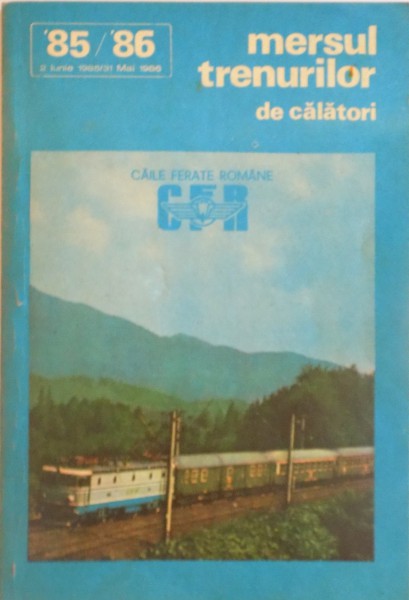 '85/'86
2 Iunie 1985/31 Mai 1986
mersul
trenurilor
de călători
CĂILE FERATE ROMÂNE
CFR